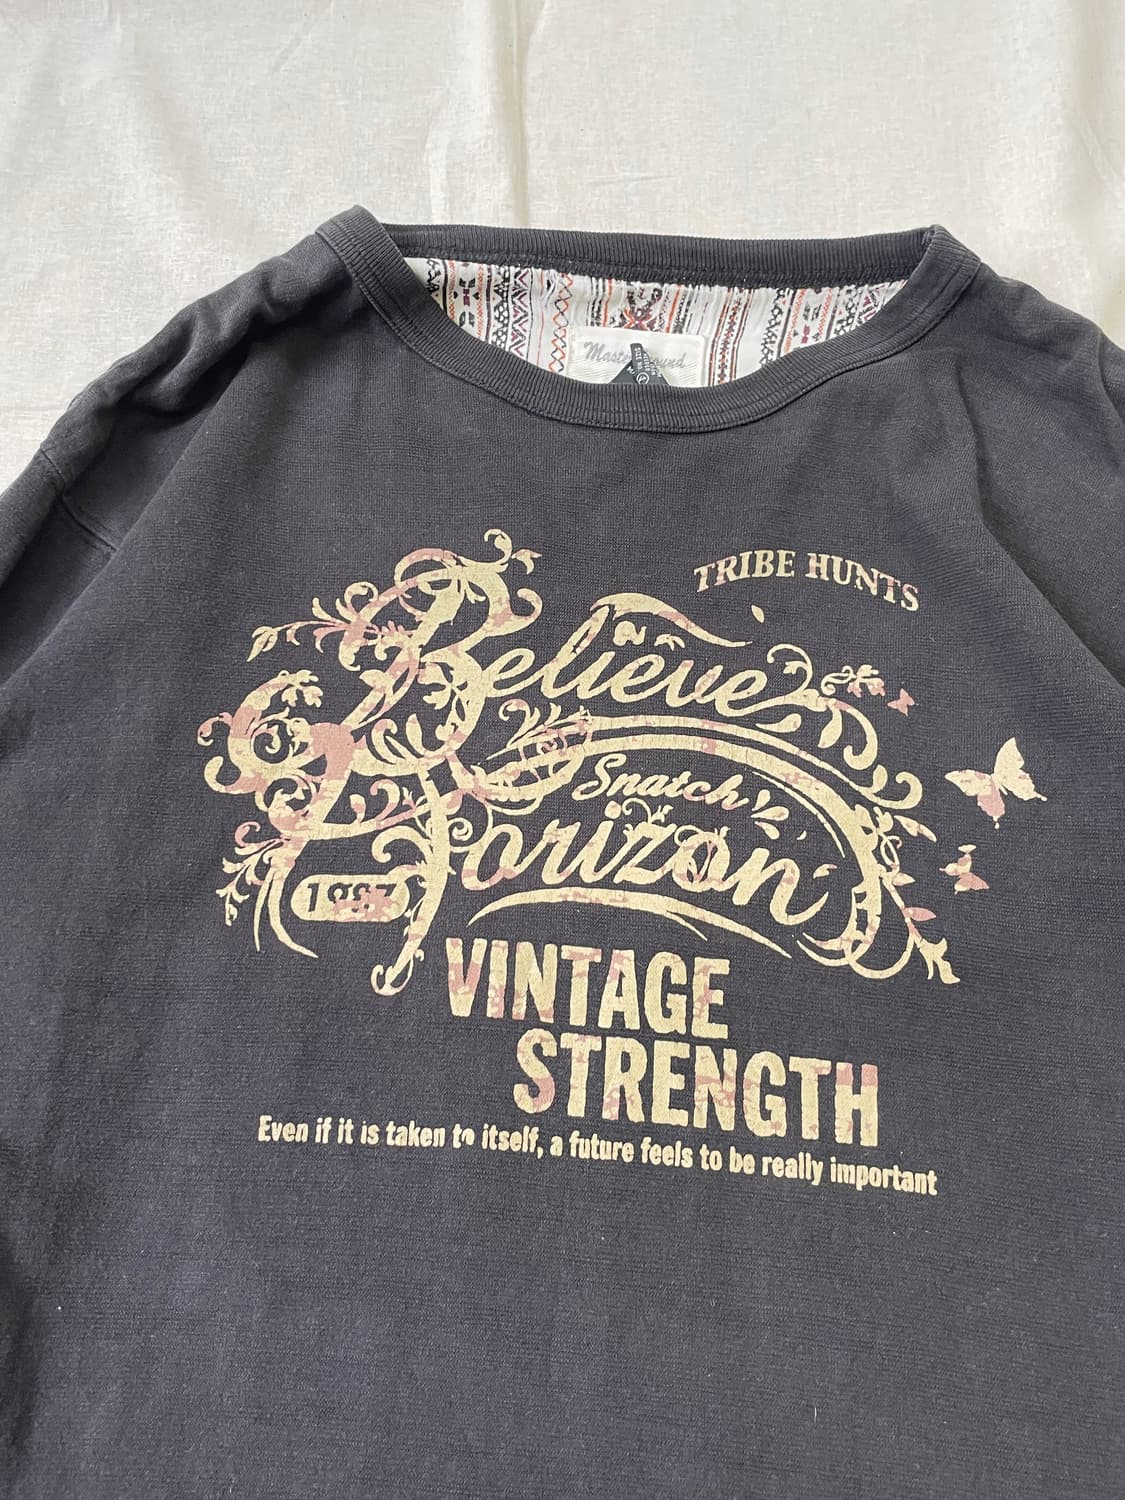 TRIBE HUNTS
Believe
Snatch
Horizon
1987
VINTAGE
STRENGTH
Even if it is taken to itself, a future feels to be really important